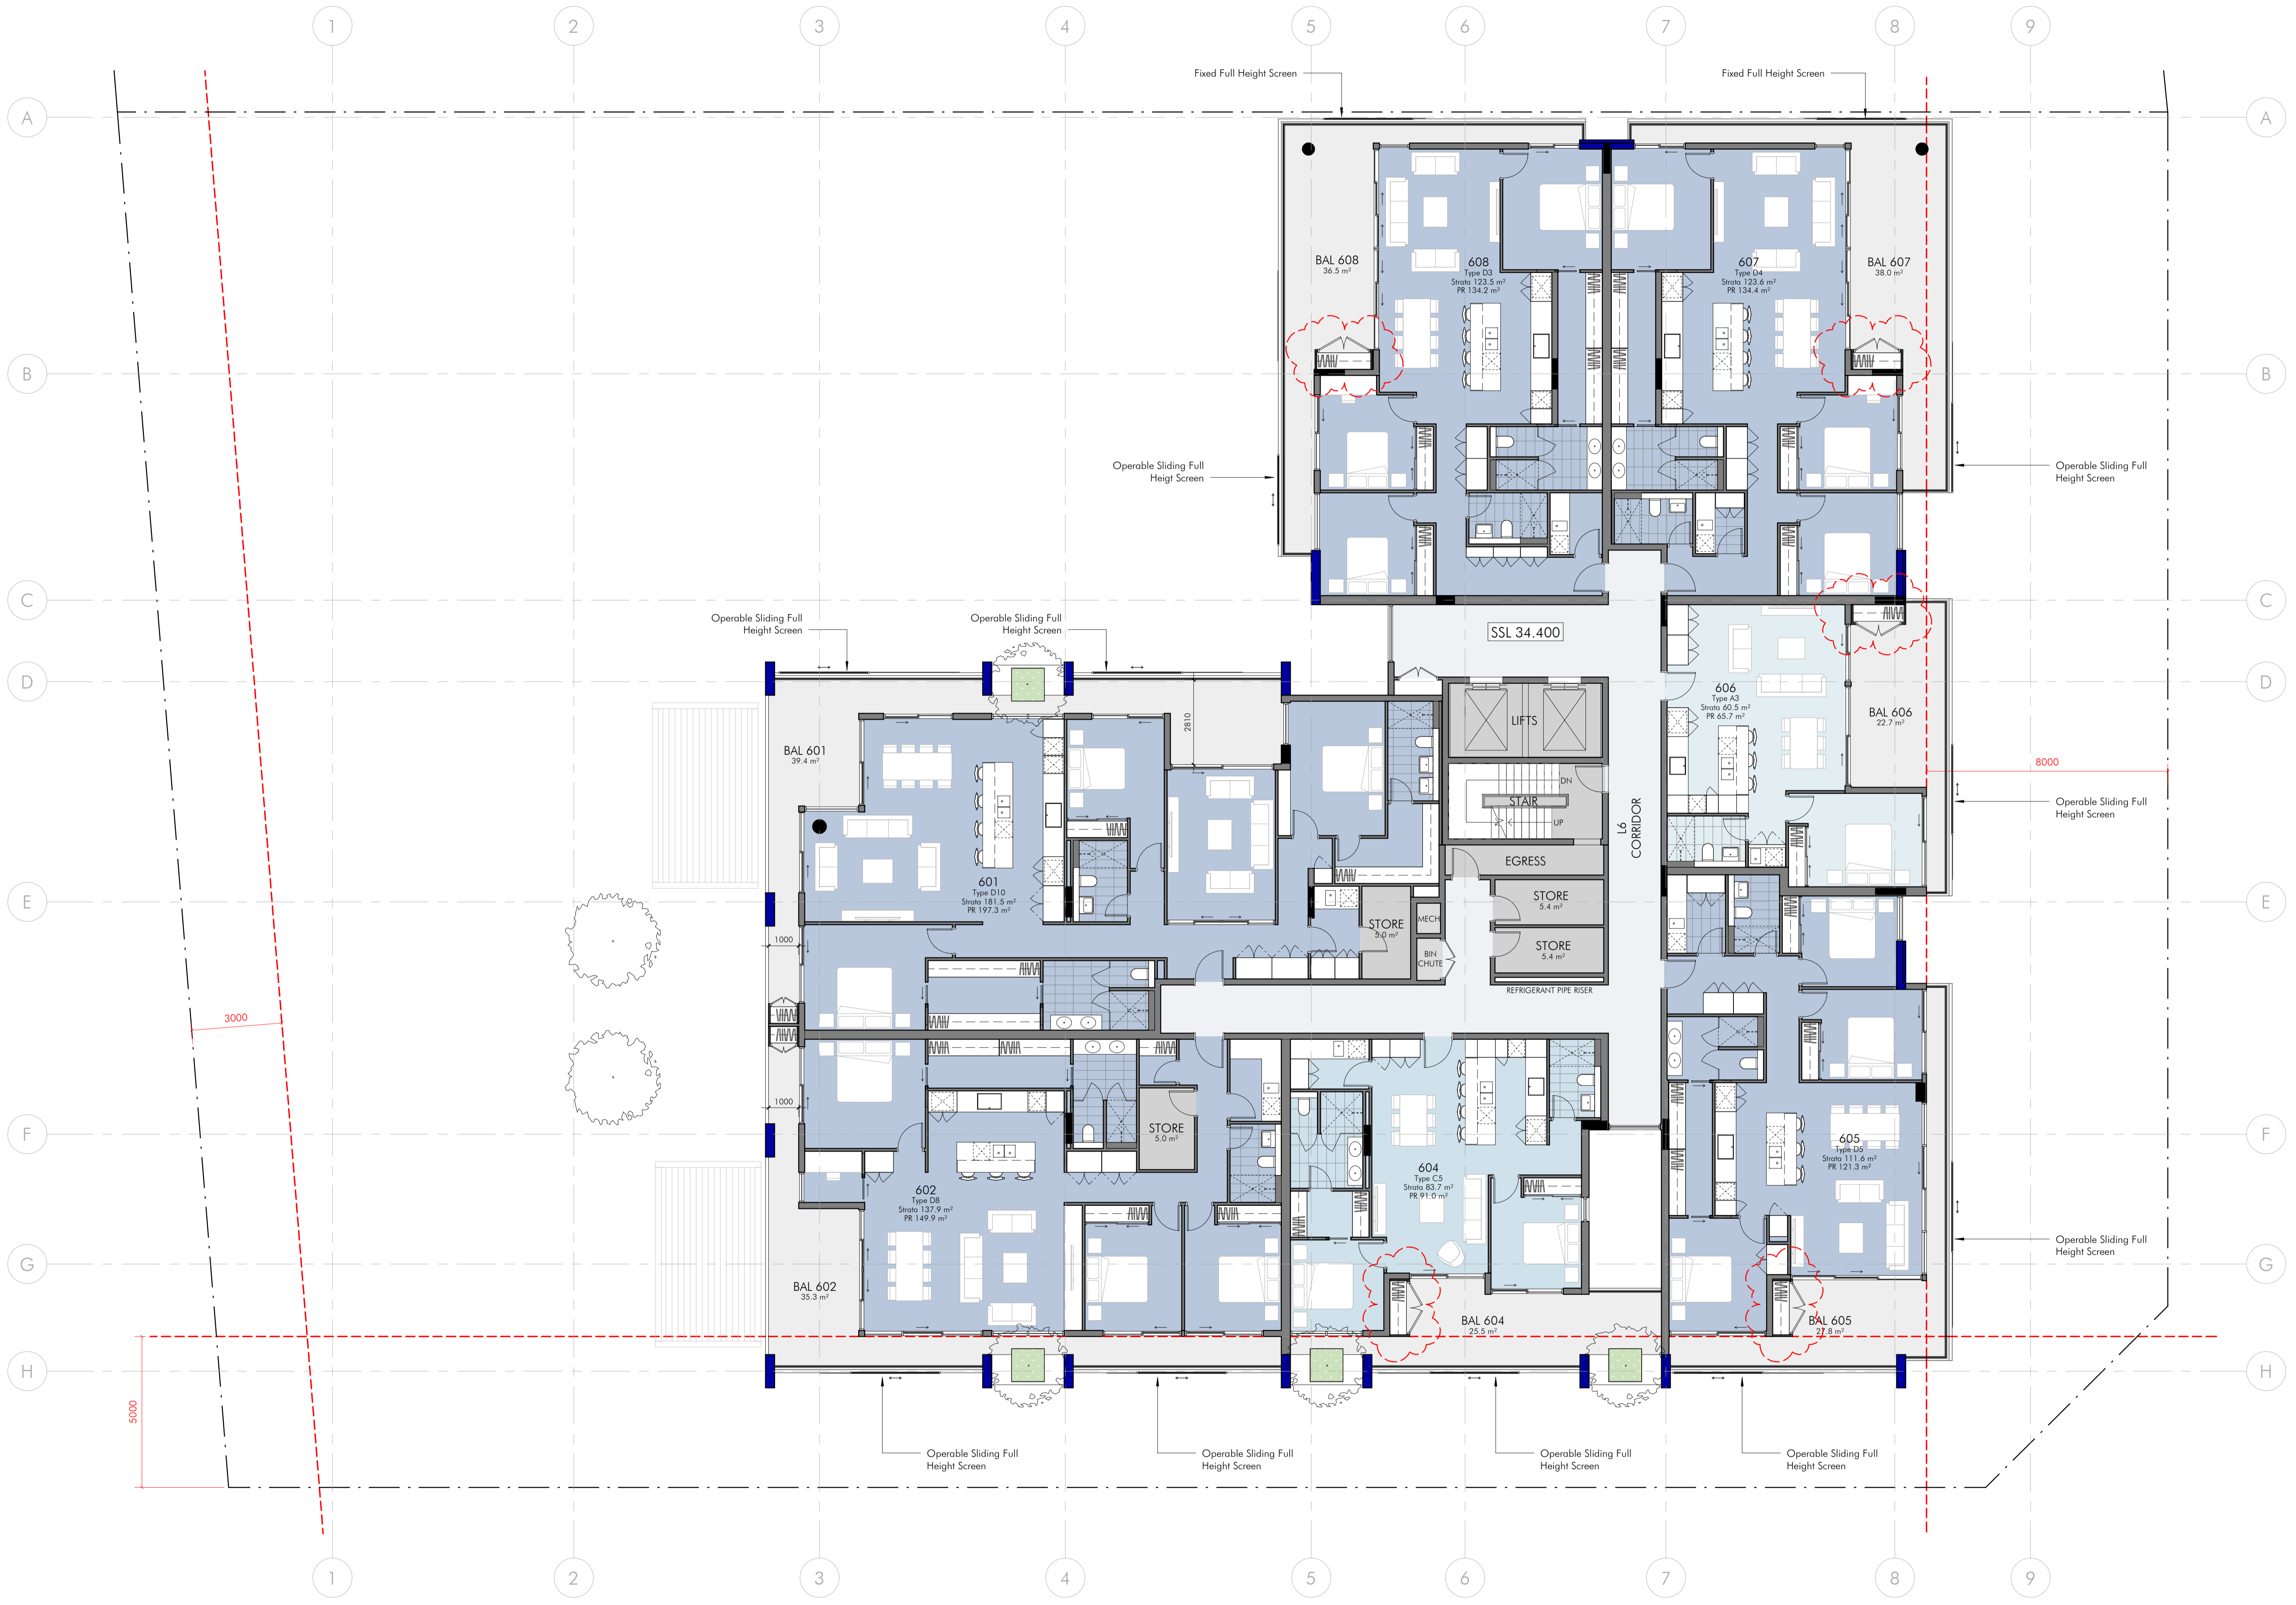 1
2
3
4
5
6
7
8
9
Fixed Full Height Screen
Fixed Full Height Screen
A
A
BAL 608
36.5 m²
608
Type D3
Strata 123.5 m²
PR 134.2 m²
607
Type D4
Strata 123.6 m²
PR 134.4 m²
BAL 607
38.0 m²
B
B
Operable Sliding Full
Heigt Screen
Operable Sliding Full
Height Screen
C
C
Operable Sliding Full
Height Screen
Operable Sliding Full
Height Screen
SSL 34.400
D
D
606
Type A3
Strata 60.5 m²
PR 65.7 m²
BAL 606
22.7 m²
2810
LIFTS
BAL 601
39.4 m²
8000
DN
STAIR
UP
Operable Sliding Full
Height Screen
L6
CORRIDOR
EGRESS
601
Type D10
Strata 181.5 m²
PR 197.3 m²
STORE
5.4 m²
E
E
MECH
STORE
5.0 m²
1000
STORE
5.4 m²
BIN
CHUTE
REFRIGERANT PIPE RISER
3000
1000
STORE
5.0 m²
F
F
605
Type D5
Strata 111.6 m²
PR 121.3 m²
604
Type C5
Strata 83.7 m²
PR 91.0 m²
602
Type D8
Strata 137.9 m²
PR 149.9 m²
Operable Sliding Full
Height Screen
G
G
BAL 602
35.3 m²
BAL 604
25.5 m²
BAL 605
27.8 m²
H
H
5000
Operable Sliding Full
Height Screen
Operable Sliding Full
Height Screen
Operable Sliding Full
Height Screen
Operable Sliding Full
Height Screen
1
2
3
4
5
6
7
8
9